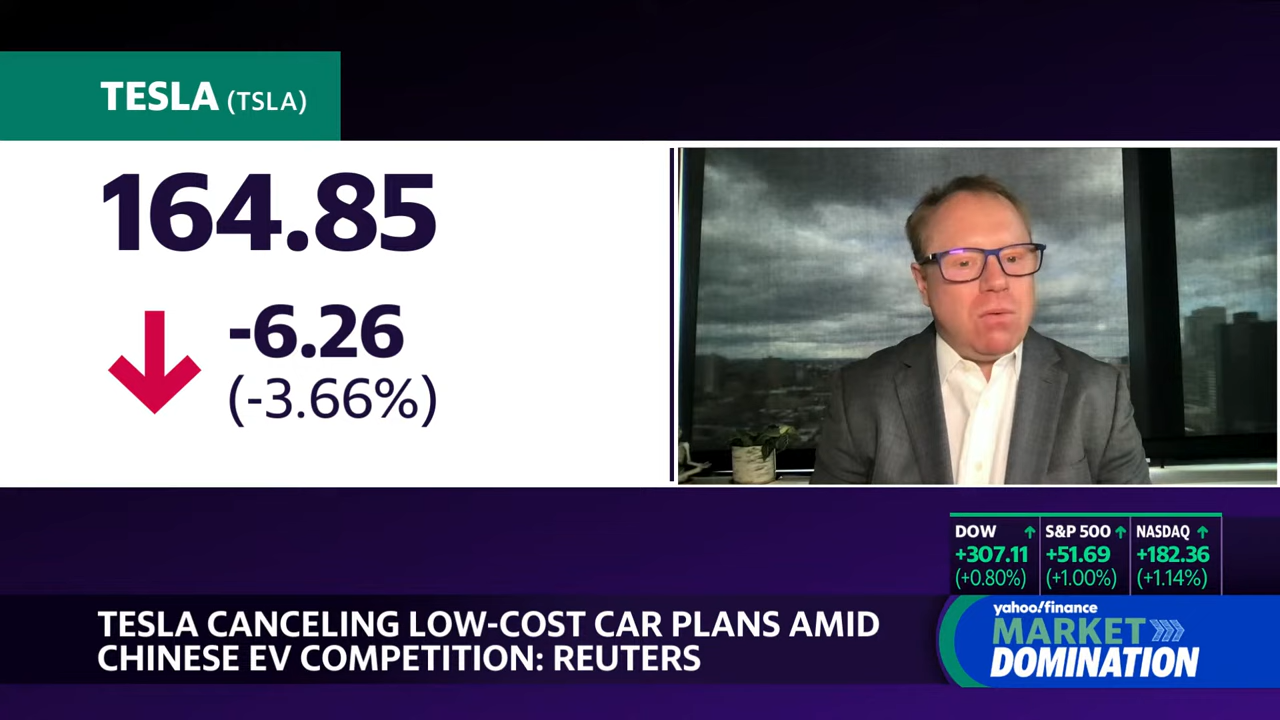 TESLA (TSLA)
164.85
-6.26
(-3.66%)
DOW
+307.11
(+0.80%)
S&P 500
+51.69
(+1.00%)
NASDAQ
+182.36
(+1.14%)
TESLA CANCELING LOW-COST CAR PLANS AMID
CHINESE EV COMPETITION: REUTERS
yahoo!finance
MARKET
DOMINATION